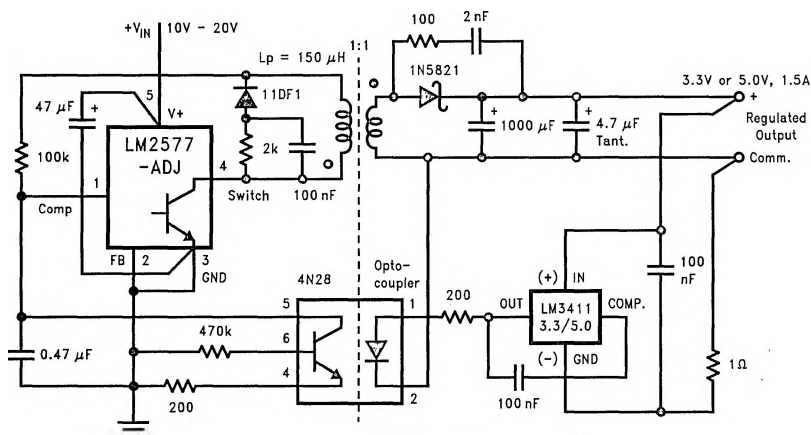 +VIN 10V - 20V
Lp = 150 μH
1:1
100
2 nF
1N5821
3.3V or 5.0V, 1.5A
+
Regulated
Output
Comm.
47 μF
+
5
V+
11DF1
LM2577
-ADJ
100k
1
Comp
4
Switch
2k
100 nF
+
1000 μF
+
4.7 μF
Tant.
FB
2
3
GND
4N28
Opto-
coupler
5
6
4
1
2
470k
200
0.47 μF
200
OUT
(+) IN
LM3411
3.3/5.0
COMP.
(-) GND
100 nF
100
nF
1Ω